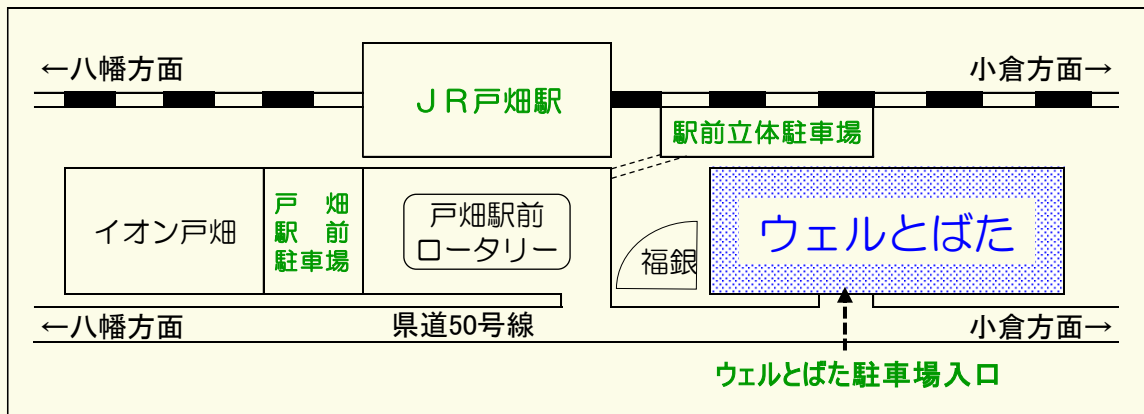 ←八幡方面
小倉方面→
ＪＲ戸畑駅
駅前立体駐車場
イオン戸畑
戸　畑
駅　前
駐車場
戸畑駅前
ロータリー
福銀
ウェルとばた
←八幡方面
県道50号線
小倉方面→
ウェルとばた駐車場入口